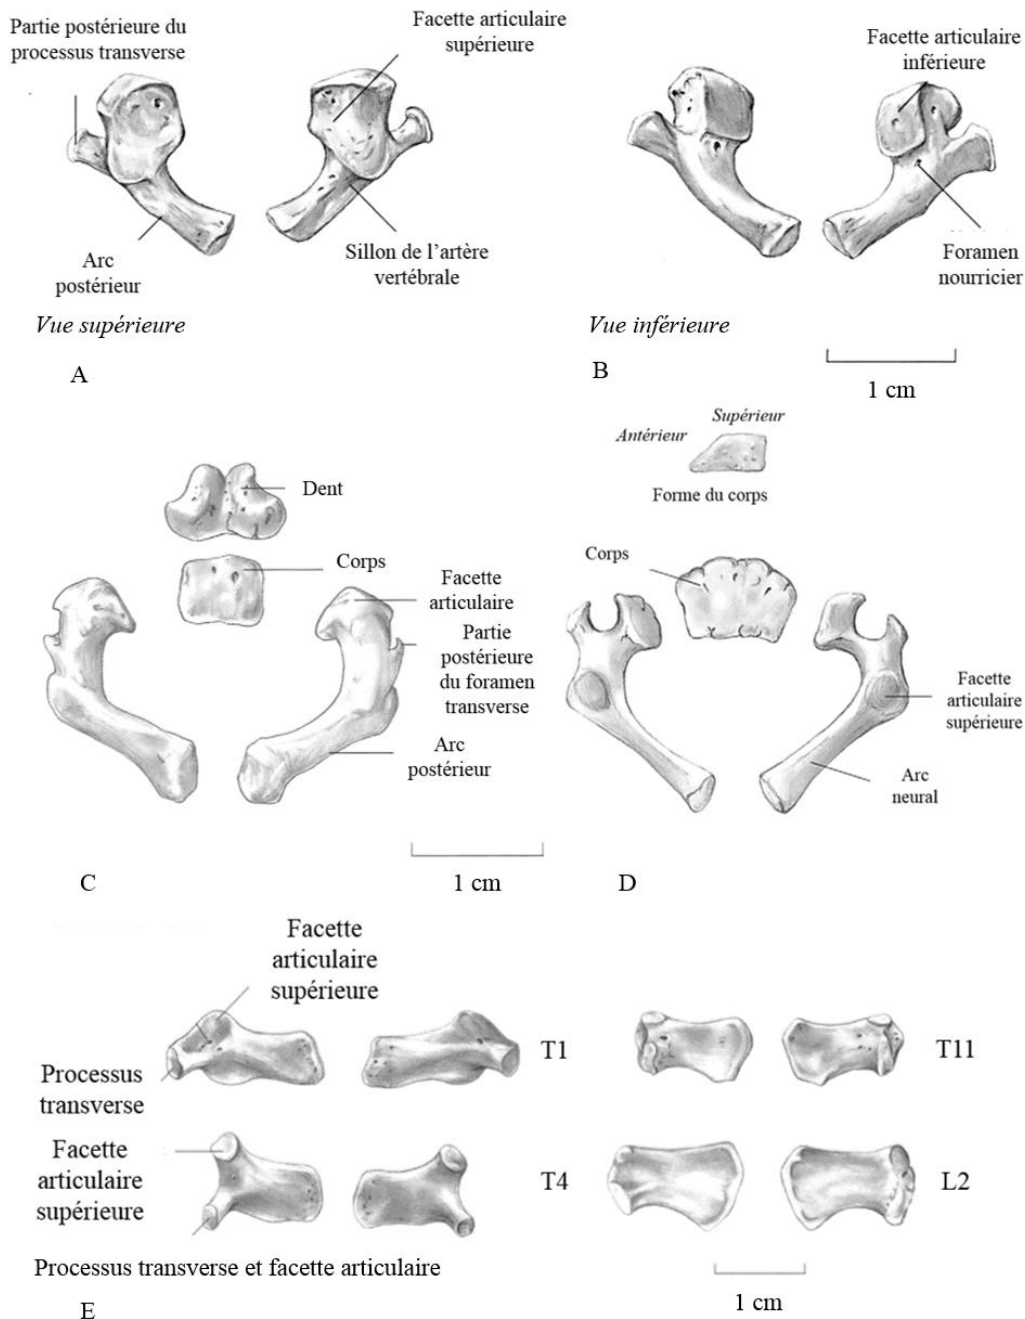 Partie postérieure du
processus transverse
Facette articulaire
supérieure
Arc
postérieur
Sillon de l’artère
vertébrale
Vue supérieure
A
Facette articulaire
inférieure
Foramen
nourricier
Vue inférieure
B
1 cm
Dent
Corps
Facette
articulaire
Partie
postérieure
du foramen
transverse
Arc
postérieur
1 cm
C
Supérieur
Antérieur
Forme du corps
Corps
Facette
articulaire
supérieure
Arc
neural
D
Facette
articulaire
supérieure
Processus
transverse
T1
T11
Facette
articulaire
supérieure
T4
L2
Processus transverse et facette articulaire
E
1 cm